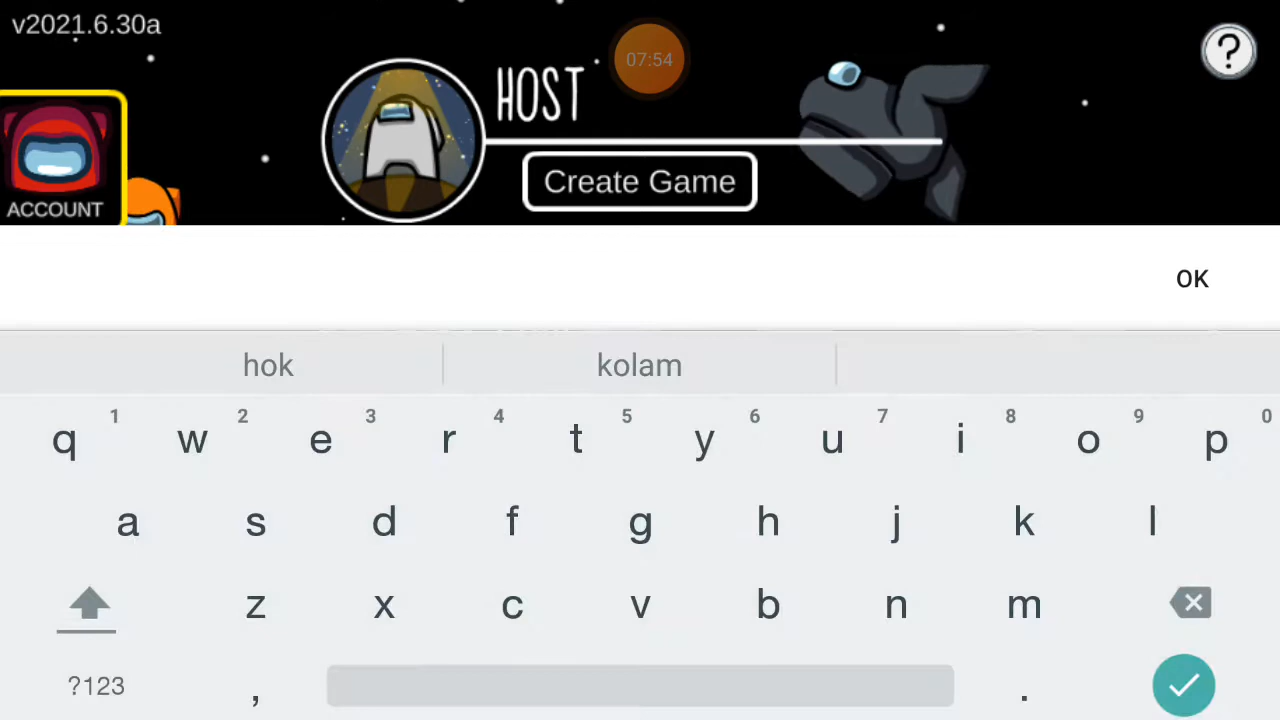 v2021.6.30a
07:54
?
HOST
Create Game
ACCOUNT
OK
hok kolam
1 2 3 4 5 6 7 8 9 0
q w e r t y u i o p
a s d f g h j k l
z x c v b n m
?123 , .